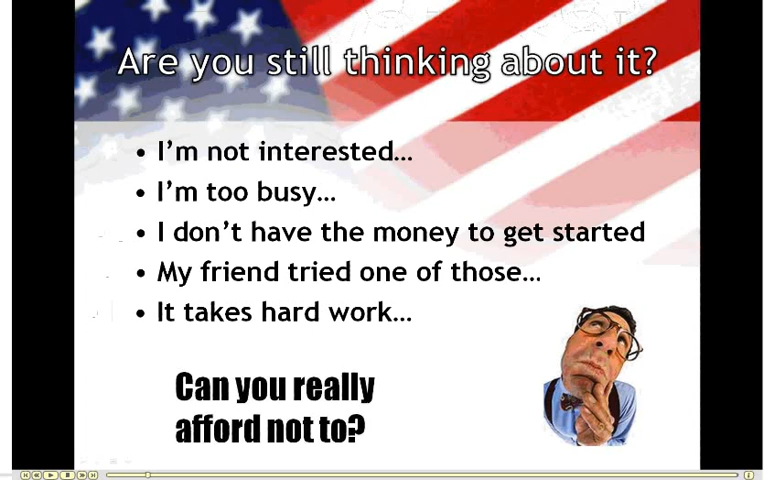 Are you still thinking about it?
• I'm not interested...
• I'm too busy...
• I don't have the money to get started
• My friend tried one of those...
• It takes hard work...
Can you really
afford not to?